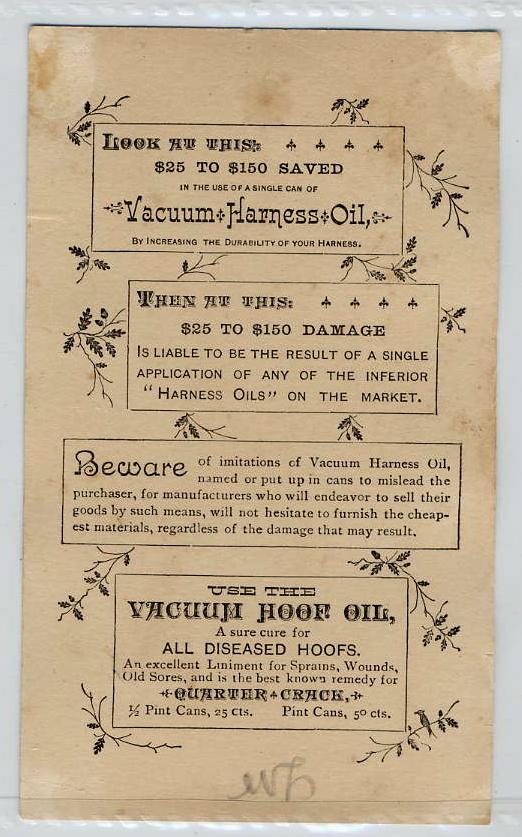 LOOK AT THIS:
$25 TO $150 SAVED
IN THE USE OF A SINGLE CAN OF
Vacuum Harness Oil,
BY INCREASING THE DURABILITY OF YOUR HARNESS.
THEN AT THIS:
$25 TO $150 DAMAGE
IS LIABLE TO BE THE RESULT OF A SINGLE
APPLICATION OF ANY OF THE INFERIOR
"HARNESS OILS" ON THE MARKET.
Beware of imitations of Vacuum Harness Oil,
named or put up in cans to mislead the
purchaser, for manufacturers who will endeavor to sell their
goods by such means, will not hesitate to furnish the cheap-
est materials, regardless of the damage that may result.
USE THE
VACUUM HOOF OIL,
A sure cure for
ALL DISEASED HOOFS.
An excellent Liniment for Sprains, Wounds,
Old Sores, and is the best known remedy for
QUARTER CRACK,
½ Pint Cans, 25 cts. Pint Cans, 50 cts.